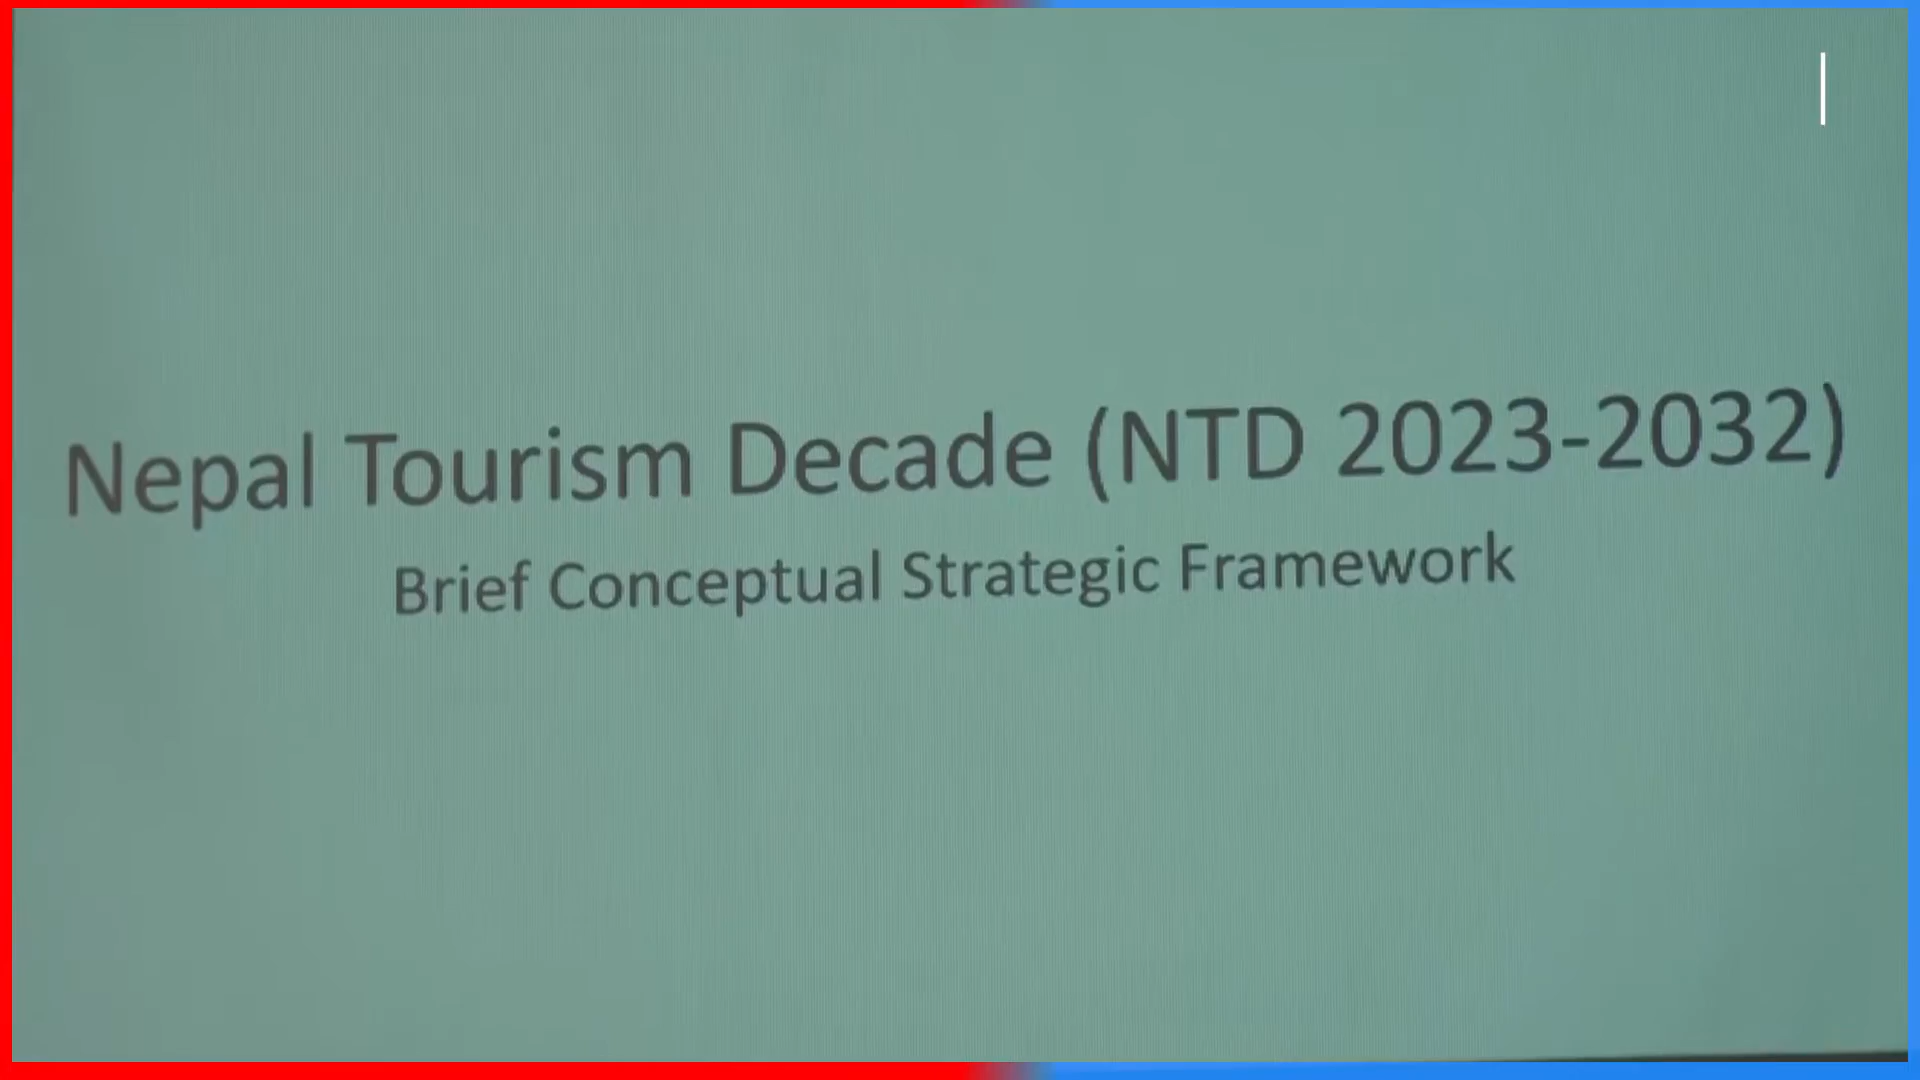 Nepal Tourism Decade (NTD 2023-2032)
Brief Conceptual Strategic Framework